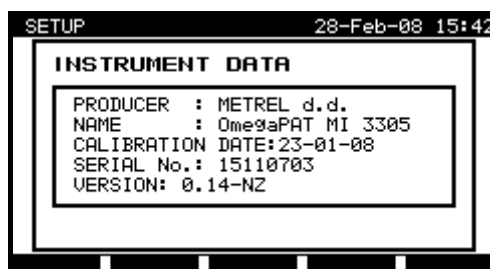 SETUP 28-Feb-08 15:42
INSTRUMENT DATA
PRODUCER : METREL d.d.
NAME : OmegaPAT MI 3305
CALIBRATION DATE:23-01-08
SERIAL No.: 15110703
VERSION: 0.14-NZ